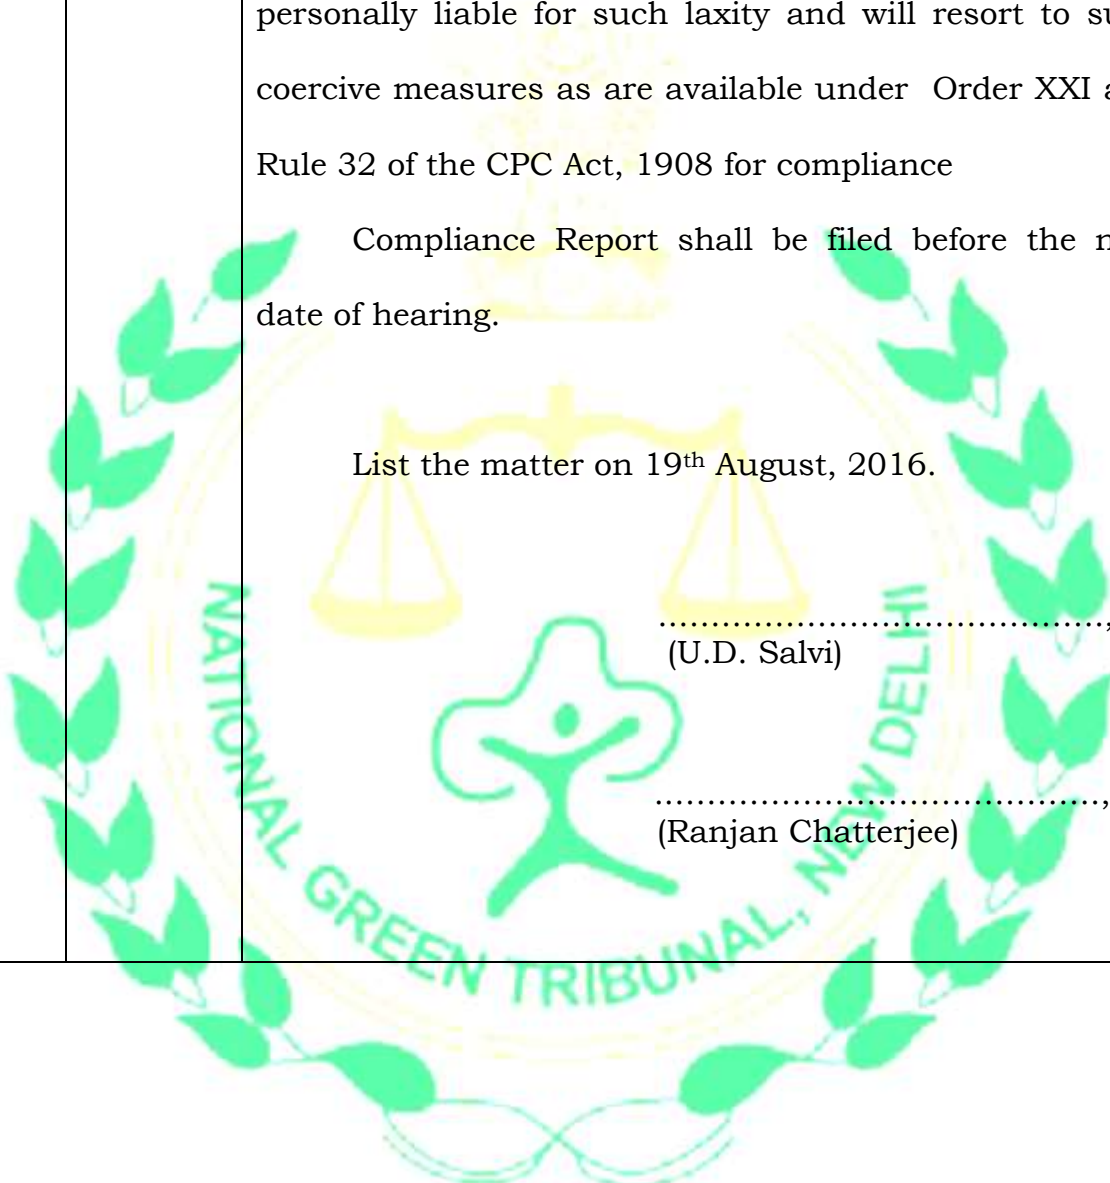 personally liable for such laxity and will resort to
coercive measures as are available under Order XXI
Rule 32 of the CPC Act, 1908 for compliance
Compliance Report shall be filed before the
date of hearing.
List the matter on 19th August, 2016.
……………………………………,
(U.D. Salvi)
……………………………………,
(Ranjan Chatterjee)
NATIONAL GREEN TRIBUNAL, NEW DELHI